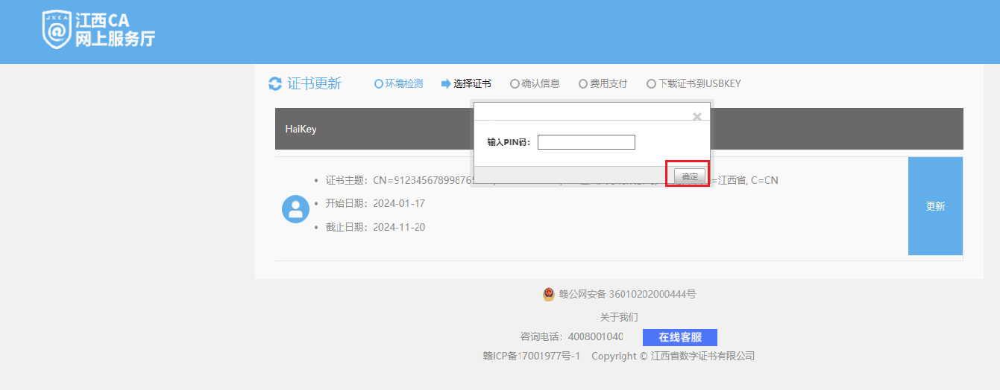 JXCA
江西CA
网上服务厅
证书更新 环境检测 选择证书 确认信息 费用支付 下载证书到USBKEY
HaiKey
输入PIN码：
确定
证书主题：CN=9123456789987 =江西省, C=CN
开始日期：2024-01-17
截止日期：2024-11-20
更新
赣公网安备 36010202000444号
关于我们
咨询电话：4008001040 在线客服
赣ICP备17001977号-1 Copyright © 江西省数字证书有限公司